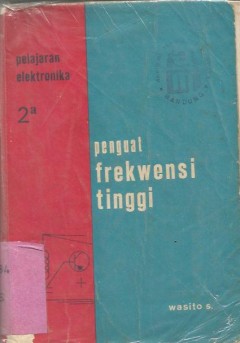 pelajaran
elektronika
2ª
penguat
frekwensi
tinggi
wasito s.